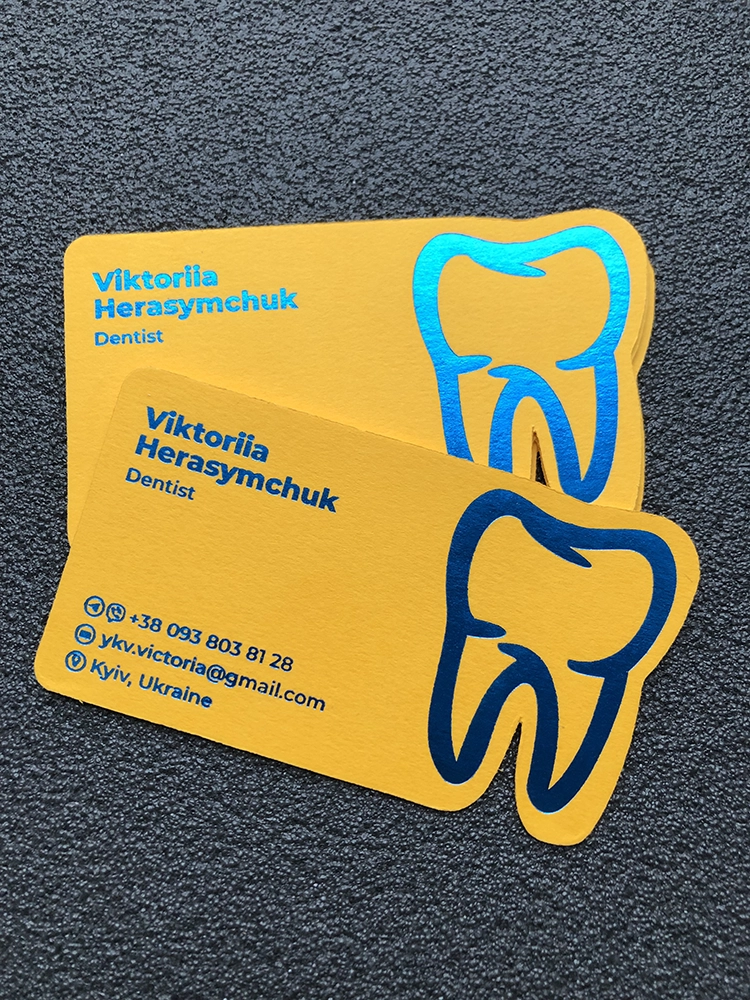 Viktoriia
Herasymchuk
Dentist
Viktoriia
Herasymchuk
Dentist
+38 093 803 81 28
ykv.victoria@gmail.com
Kyiv, Ukraine